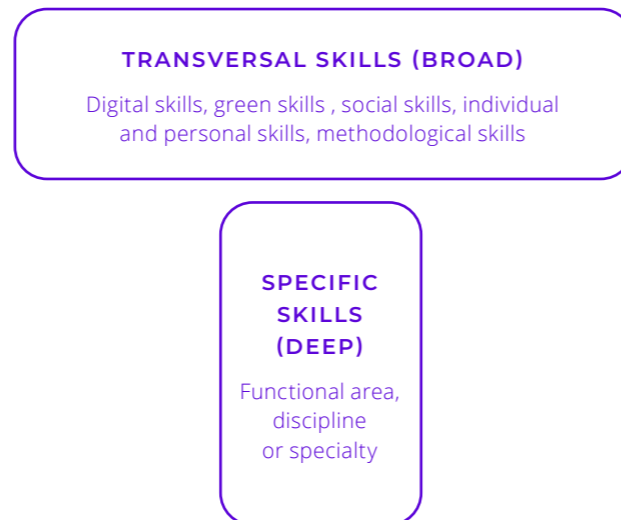 TRANSVERSAL SKILLS (BROAD)
Digital skills, green skills , social skills, individual
and personal skills, methodological skills
SPECIFIC
SKILLS
(DEEP)
Functional area,
discipline
or specialty